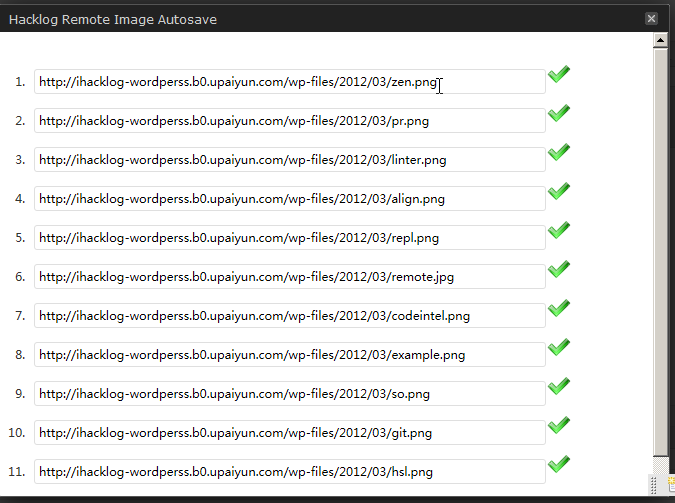 Hacklog Remote Image Autosave
1. http://ihacklog-wordperss.b0.upaiyun.com/wp-files/2012/03/zen.png
2. http://ihacklog-wordperss.b0.upaiyun.com/wp-files/2012/03/pr.png
3. http://ihacklog-wordperss.b0.upaiyun.com/wp-files/2012/03/linter.png
4. http://ihacklog-wordperss.b0.upaiyun.com/wp-files/2012/03/align.png
5. http://ihacklog-wordperss.b0.upaiyun.com/wp-files/2012/03/repl.png
6. http://ihacklog-wordperss.b0.upaiyun.com/wp-files/2012/03/remote.jpg
7. http://ihacklog-wordperss.b0.upaiyun.com/wp-files/2012/03/codeintel.png
8. http://ihacklog-wordperss.b0.upaiyun.com/wp-files/2012/03/example.png
9. http://ihacklog-wordperss.b0.upaiyun.com/wp-files/2012/03/so.png
10. http://ihacklog-wordperss.b0.upaiyun.com/wp-files/2012/03/git.png
11. http://ihacklog-wordperss.b0.upaiyun.com/wp-files/2012/03/hsl.png